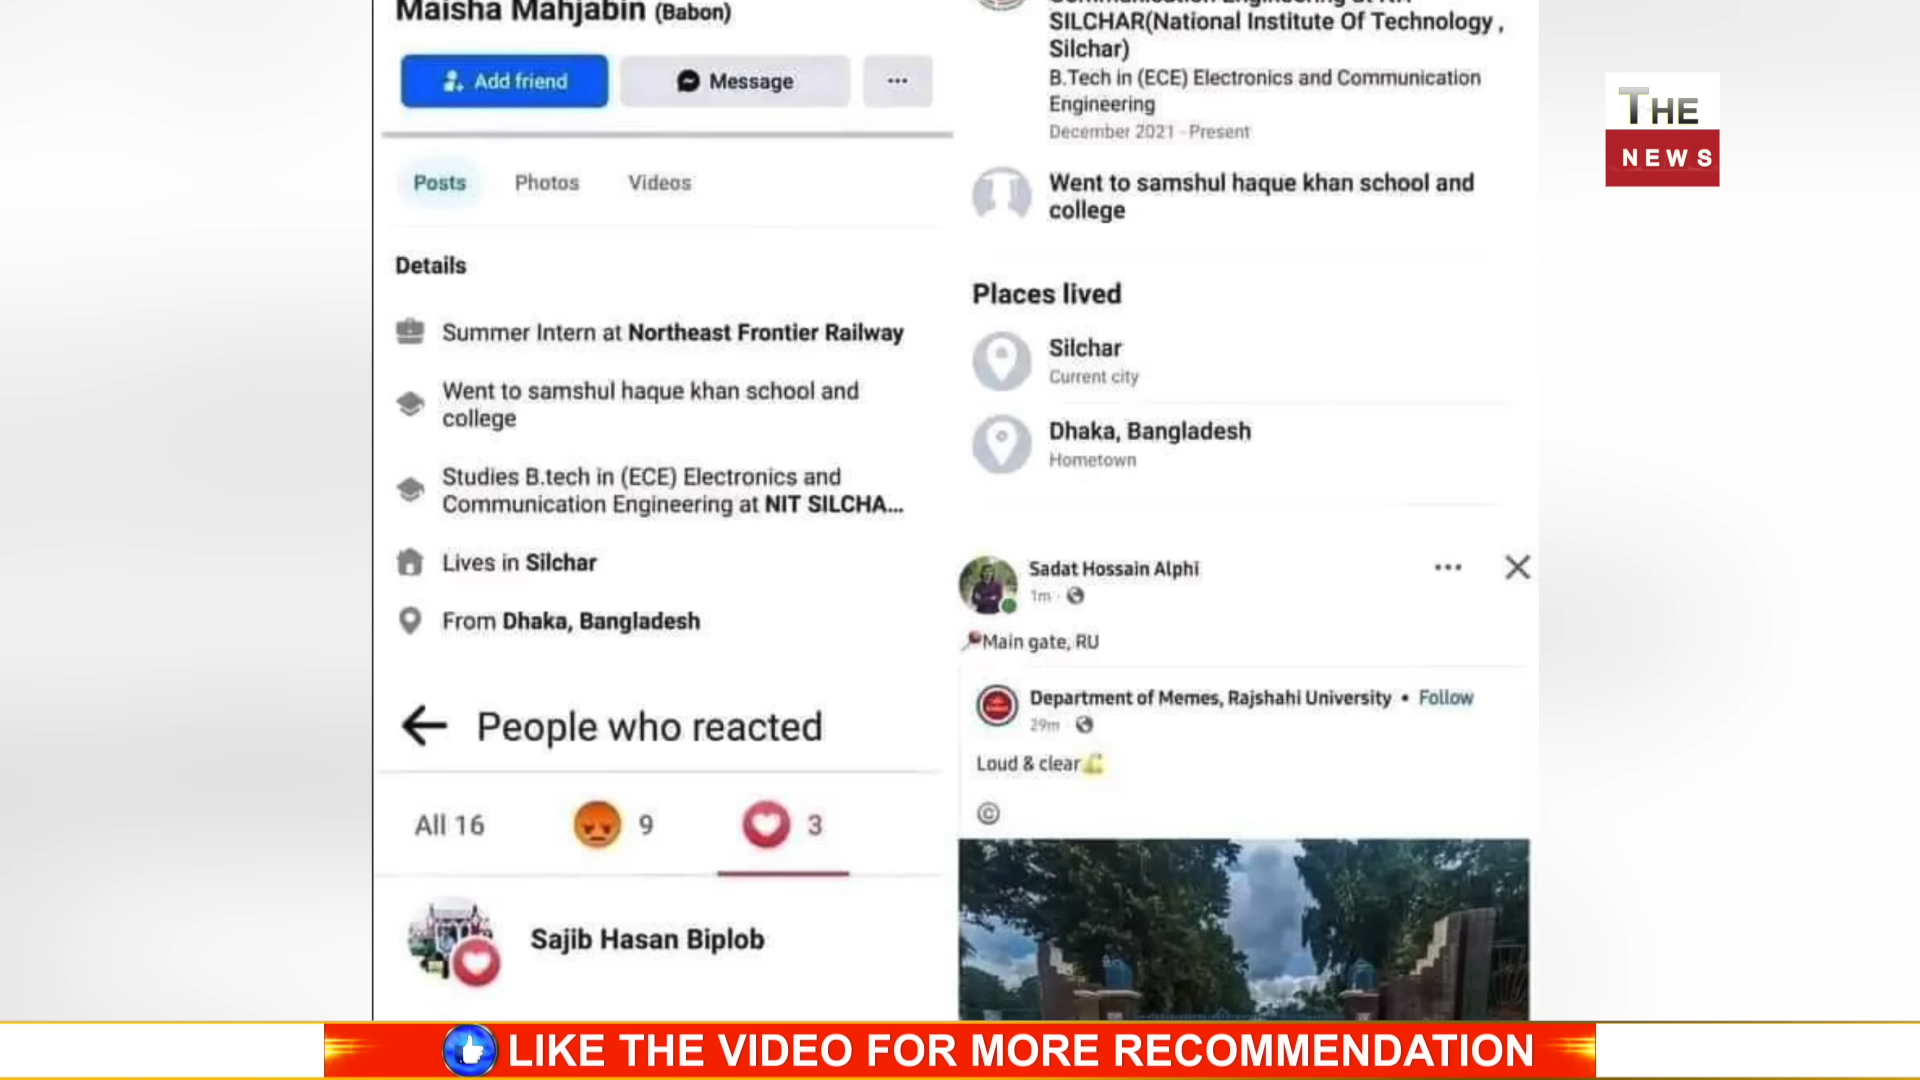 Maisha Mahjabin (Babon)
Add friend
Message
Posts
Photos
Videos
Details
Summer Intern at Northeast Frontier Railway
Went to samshul haque khan school and
college
Studies B.tech in (ECE) Electronics and
Communication Engineering at NIT SILCHA...
Lives in Silchar
From Dhaka, Bangladesh
People who reacted
All 16
9
3
Sajib Hasan Biplob
SILCHAR(National Institute Of Technology ,
Silchar)
B.Tech in (ECE) Electronics and Communication
Engineering
December 2021 - Present
Went to samshul haque khan school and
college
Places lived
Silchar
Current city
Dhaka, Bangladesh
Hometown
Sadat Hossain Alphi
1m ·
Main gate, RU
Department of Memes, Rajshahi University • Follow
29m ·
Loud & clear
©
THE
NEWS
LIKE THE VIDEO FOR MORE RECOMMENDATION